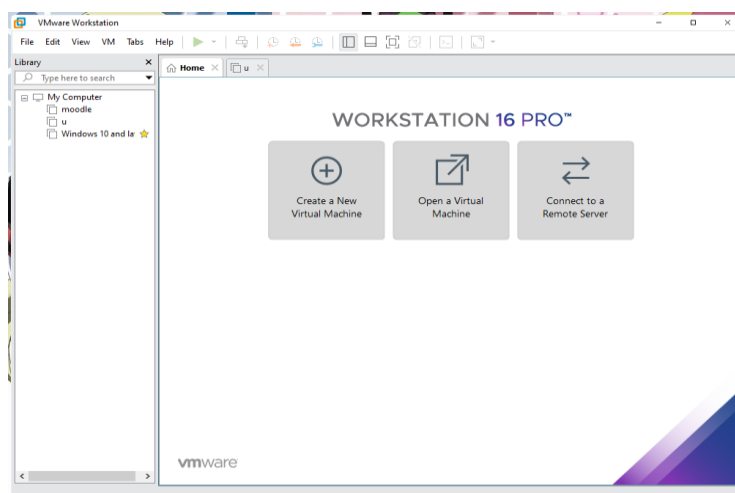 VMware Workstation
File Edit View VM Tabs Help
Library
Type here to search
My Computer
moodle
u
Windows 10 and la
Home
u
WORKSTATION 16 PRO™
Create a New
Virtual Machine
Open a Virtual
Machine
Connect to a
Remote Server
vmware